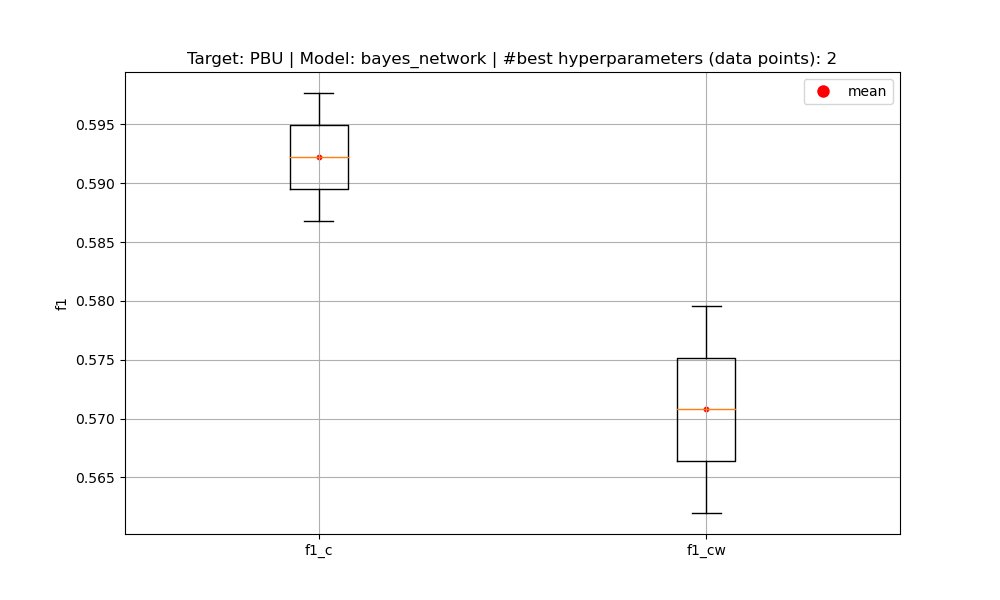 Target: PBU | Model: bayes_network | #best hyperparameters (data points): 2
mean
0.595
0.590
0.585
0.580
0.575
0.570
0.565
f1
f1_c
f1_cw